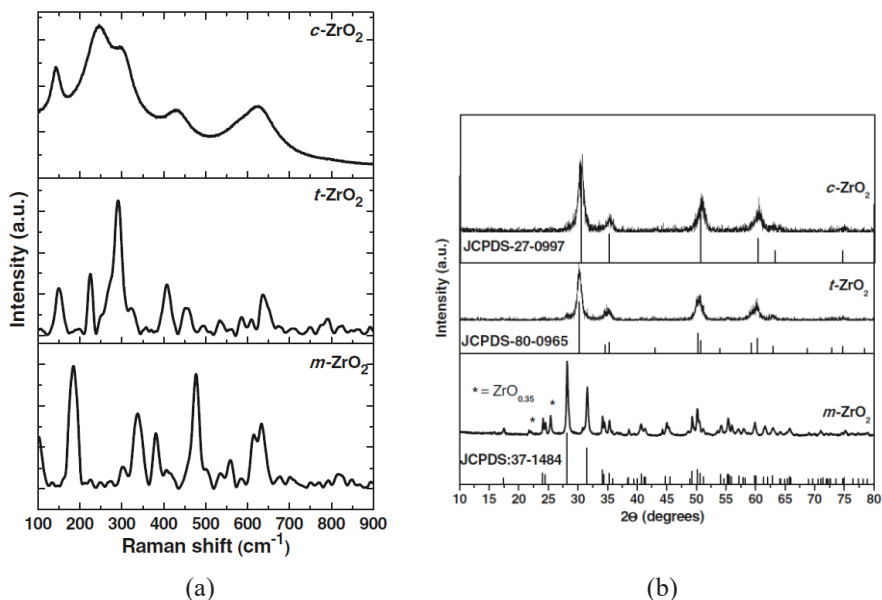 c-ZrO2
t-ZrO2
m-ZrO2
Intensity (a.u.)
100 200 300 400 500 600 700 800 900
Raman shift (cm-1)
(a)
c-ZrO2
JCPDS-27-0997
t-ZrO2
JCPDS-80-0965
* = ZrO0.35
*
*
m-ZrO2
JCPDS:37-1484
Intensity (a.u.)
10 15 20 25 30 35 40 45 50 55 60 65 70 75 80
2Θ (degrees)
(b)